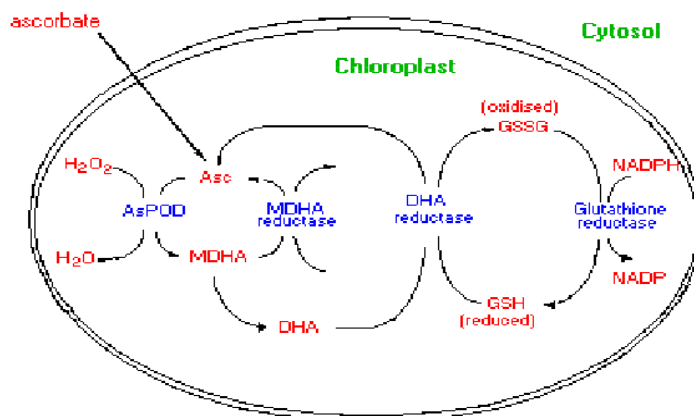 ascorbate
Cytosol
Chloroplast
(oxidised)
GSSG
H₂O₂
Asc
NADPH
AsPOD
MDHA
reductase
DHA
reductase
Glutathione
reductase
H₂O
MDHA
NADP
GSH
(reduced)
DHA